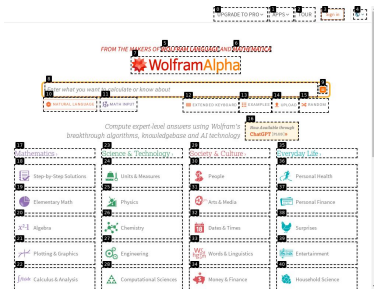 UPGRADE TO PRO APPS TOUR Sign in
FROM THE MAKERS OF WOLFRAM LANGUAGE AND MATHEMATICA
WolframAlpha
Enter what you want to calculate or know about
NATURAL LANGUAGE MATH INPUT EXTENDED KEYBOARD EXAMPLES UPLOAD RANDOM
Compute expert-level answers using Wolfram's
breakthrough algorithms, knowledgebase and AI technology
Now available through
ChatGPT
Mathematics Science & Technology Society & Culture Everyday Life
Step-by-Step Solutions Units & Measures People Personal Health
Elementary Math Physics Arts & Media Personal Finance
Algebra Chemistry Dates & Times Surprises
Plotting & Graphics Engineering Words & Linguistics Entertainment
Calculus & Analysis Computational Sciences Money & Finance Household Science